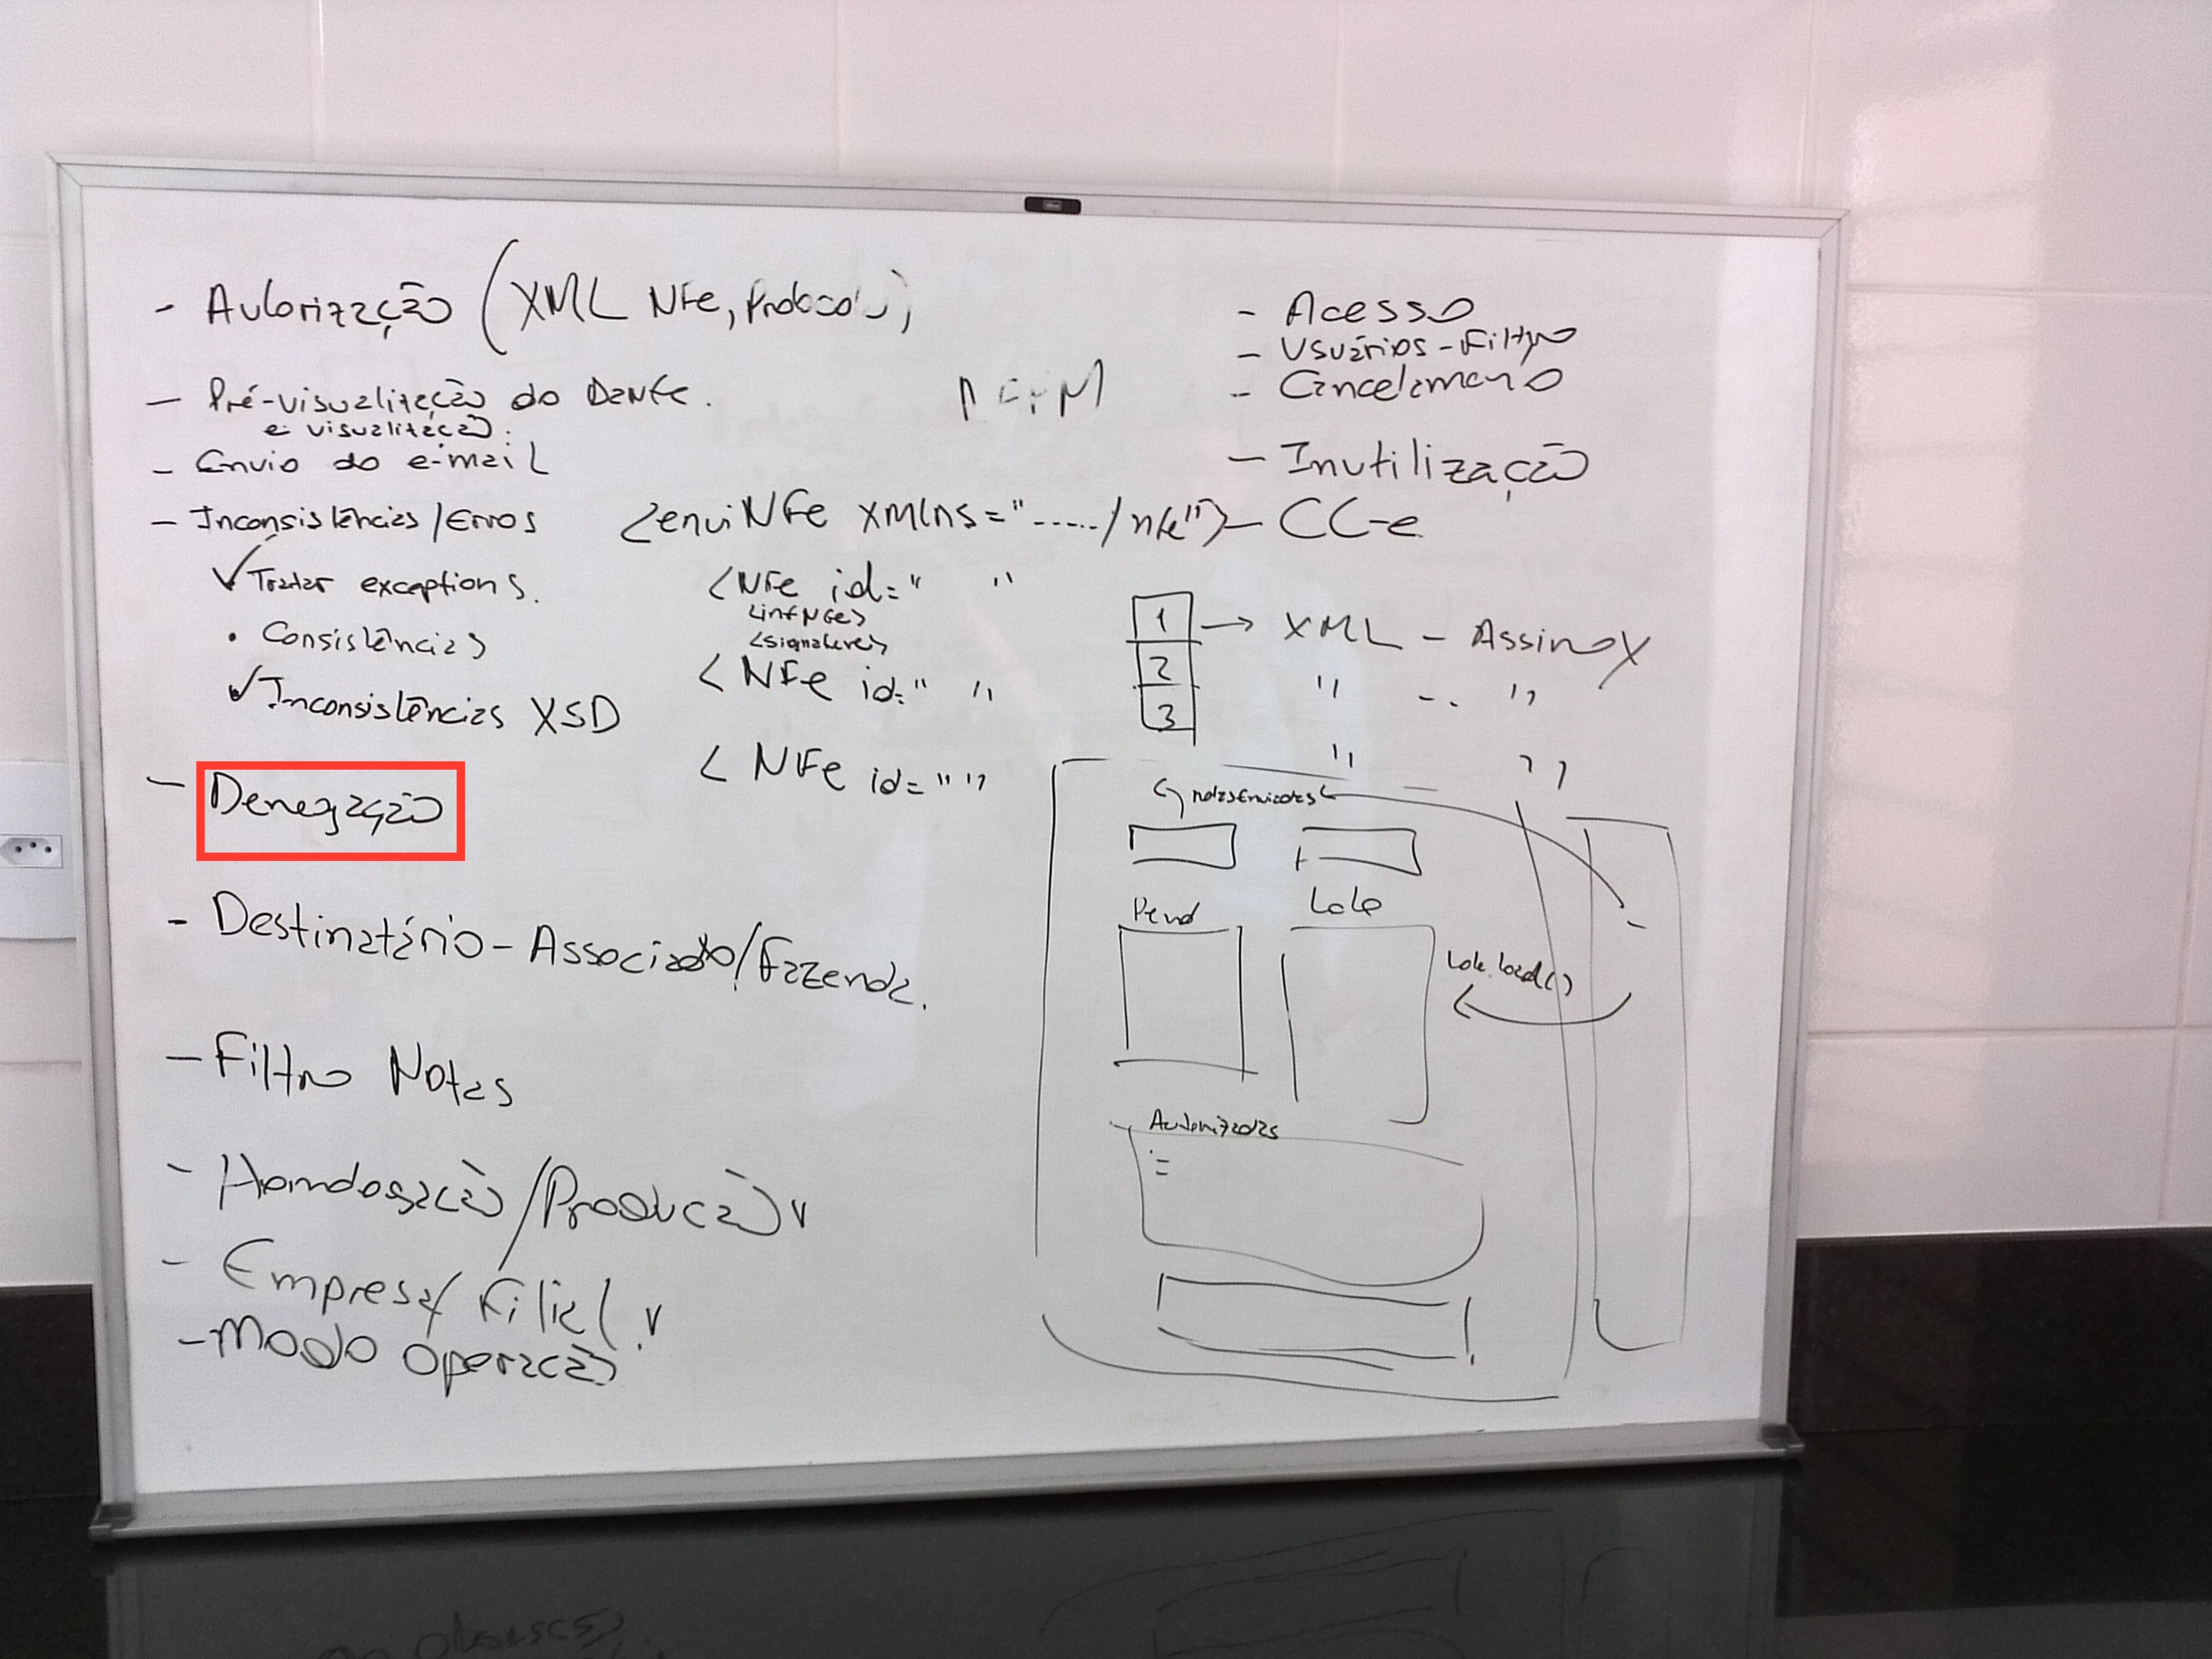 - Autorização (XML NFe, Protocolo)
- Pré-visualização do Danfe.
e visualização.
- Envio do e-mail
- Inconsistências/Erros
✓ Tratar exceptions.
• Consistências
✓ Inconsistências XSD
- Denegação
- Destinatário - Associado/Fazenda.
- Filtro Notas
- Homologação/Produção ✓
- Empresa/Filial ✓
- Modo Operação
<enviNFe xmlns="....../nfe">
<NFe id=" "
<infNFe>
<signature>
<NFe id=" "
<NFe id=" "
- Acesso
- Usuários - Filtro
- Cancelamento
- Inutilização
- CC-e
1 → XML - Assino
2 " - "
3 " "
notasEnviadas
Pend Lote
Lote.load()
Autorizadas